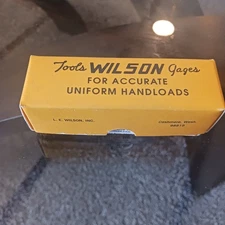 Tools WILSON Gages
FOR ACCURATE
UNIFORM HANDLOADS
L. E. WILSON, INC.